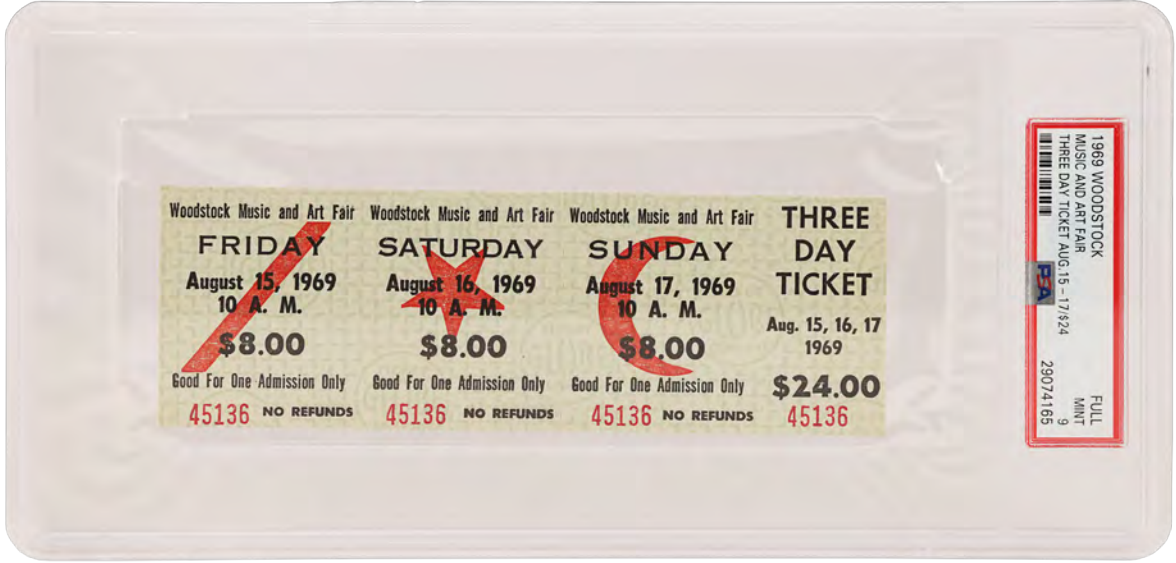 Woodstock Music and Art Fair
FRIDAY
August 15, 1969
10 A. M.
$8.00
Good For One Admission Only
45136 NO REFUNDS
Woodstock Music and Art Fair
SATURDAY
August 16, 1969
10 A. M.
$8.00
Good For One Admission Only
45136 NO REFUNDS
Woodstock Music and Art Fair
SUNDAY
August 17, 1969
10 A. M.
$8.00
Good For One Admission Only
45136 NO REFUNDS
THREE
DAY
TICKET
Aug. 15, 16, 17
1969
$24.00
45136
1969 WOODSTOCK
MUSIC AND ART FAIR
THREE DAY TICKET AUG.15 - 17/$24
PSA
FULL
MINT
9
29074165